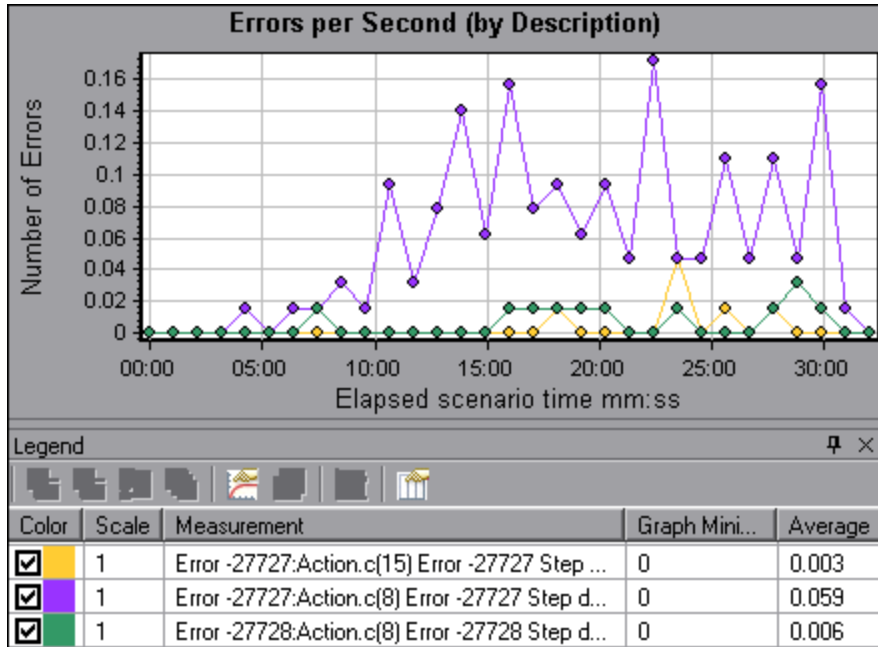 Errors per Second (by Description)
Number of Errors
0.16
0.14
0.12
0.1
0.08
0.06
0.04
0.02
0
00:00 05:00 10:00 15:00 20:00 25:00 30:00
Elapsed scenario time mm:ss
Legend
Color Scale Measurement Graph Mini... Average
1 Error -27727:Action.c(15) Error -27727 Step ... 0 0.003
1 Error -27727:Action.c(8) Error -27727 Step d... 0 0.059
1 Error -27728:Action.c(8) Error -27728 Step d... 0 0.006